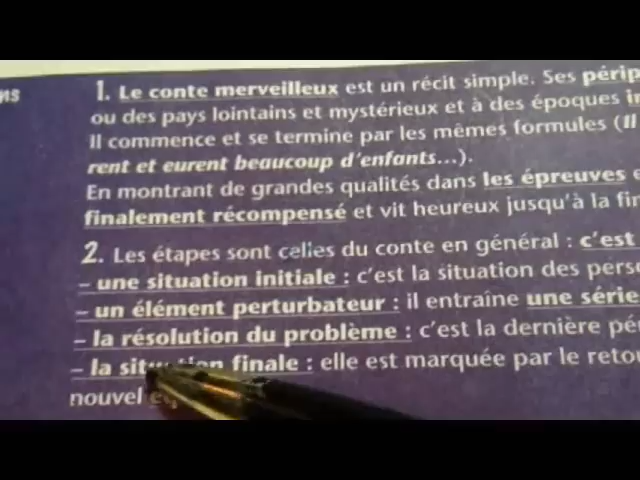 ns
1. Le conte merveilleux est un récit simple. Ses
ou des pays lointains et mystérieux et à des époques
Il commence et se termine par les mêmes formules (Il
rent et eurent beaucoup d'enfants...).
En montrant de grandes qualités dans les épreuves
finalement récompensé et vit heureux jusqu'à la
2. Les étapes sont celles du conte en général : c'est
– une situation initiale : c'est la situation des
– un élément perturbateur : il entraîne une série
– la résolution du problème : c'est la dernière
– la situation finale : elle est marquée par le
nouvel